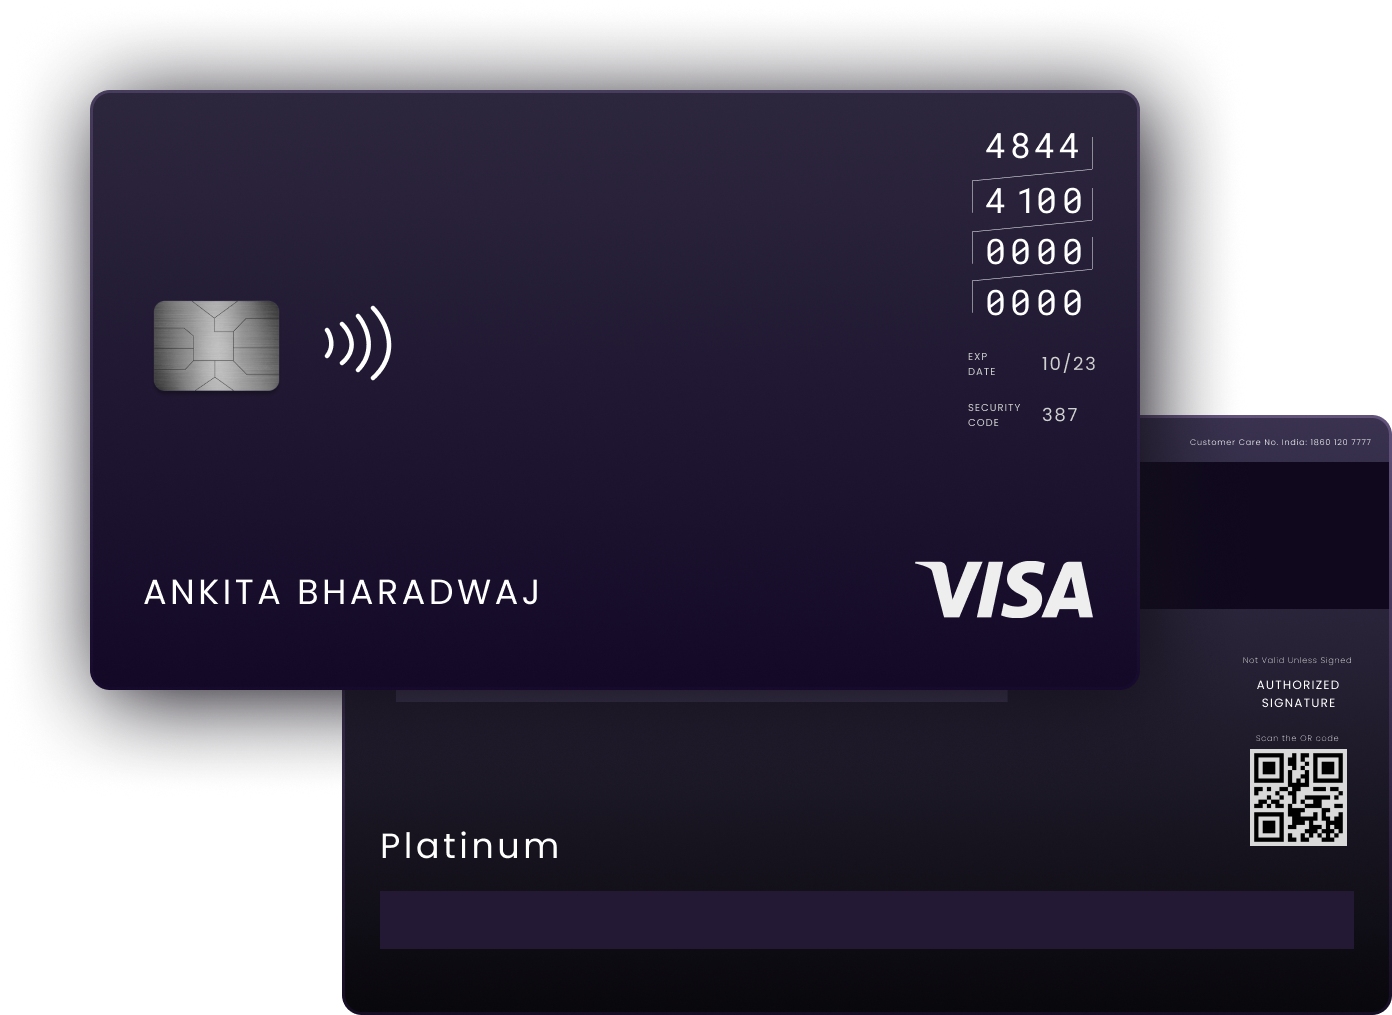 4844
4100
0000
0000
EXP
DATE
10/23
SECURITY
CODE
387
ANKITA BHARADWAJ
VISA
Customer Care No. India: 1860 120 7777
Not Valid Unless Signed
AUTHORIZED
SIGNATURE
Scan the QR code
Platinum